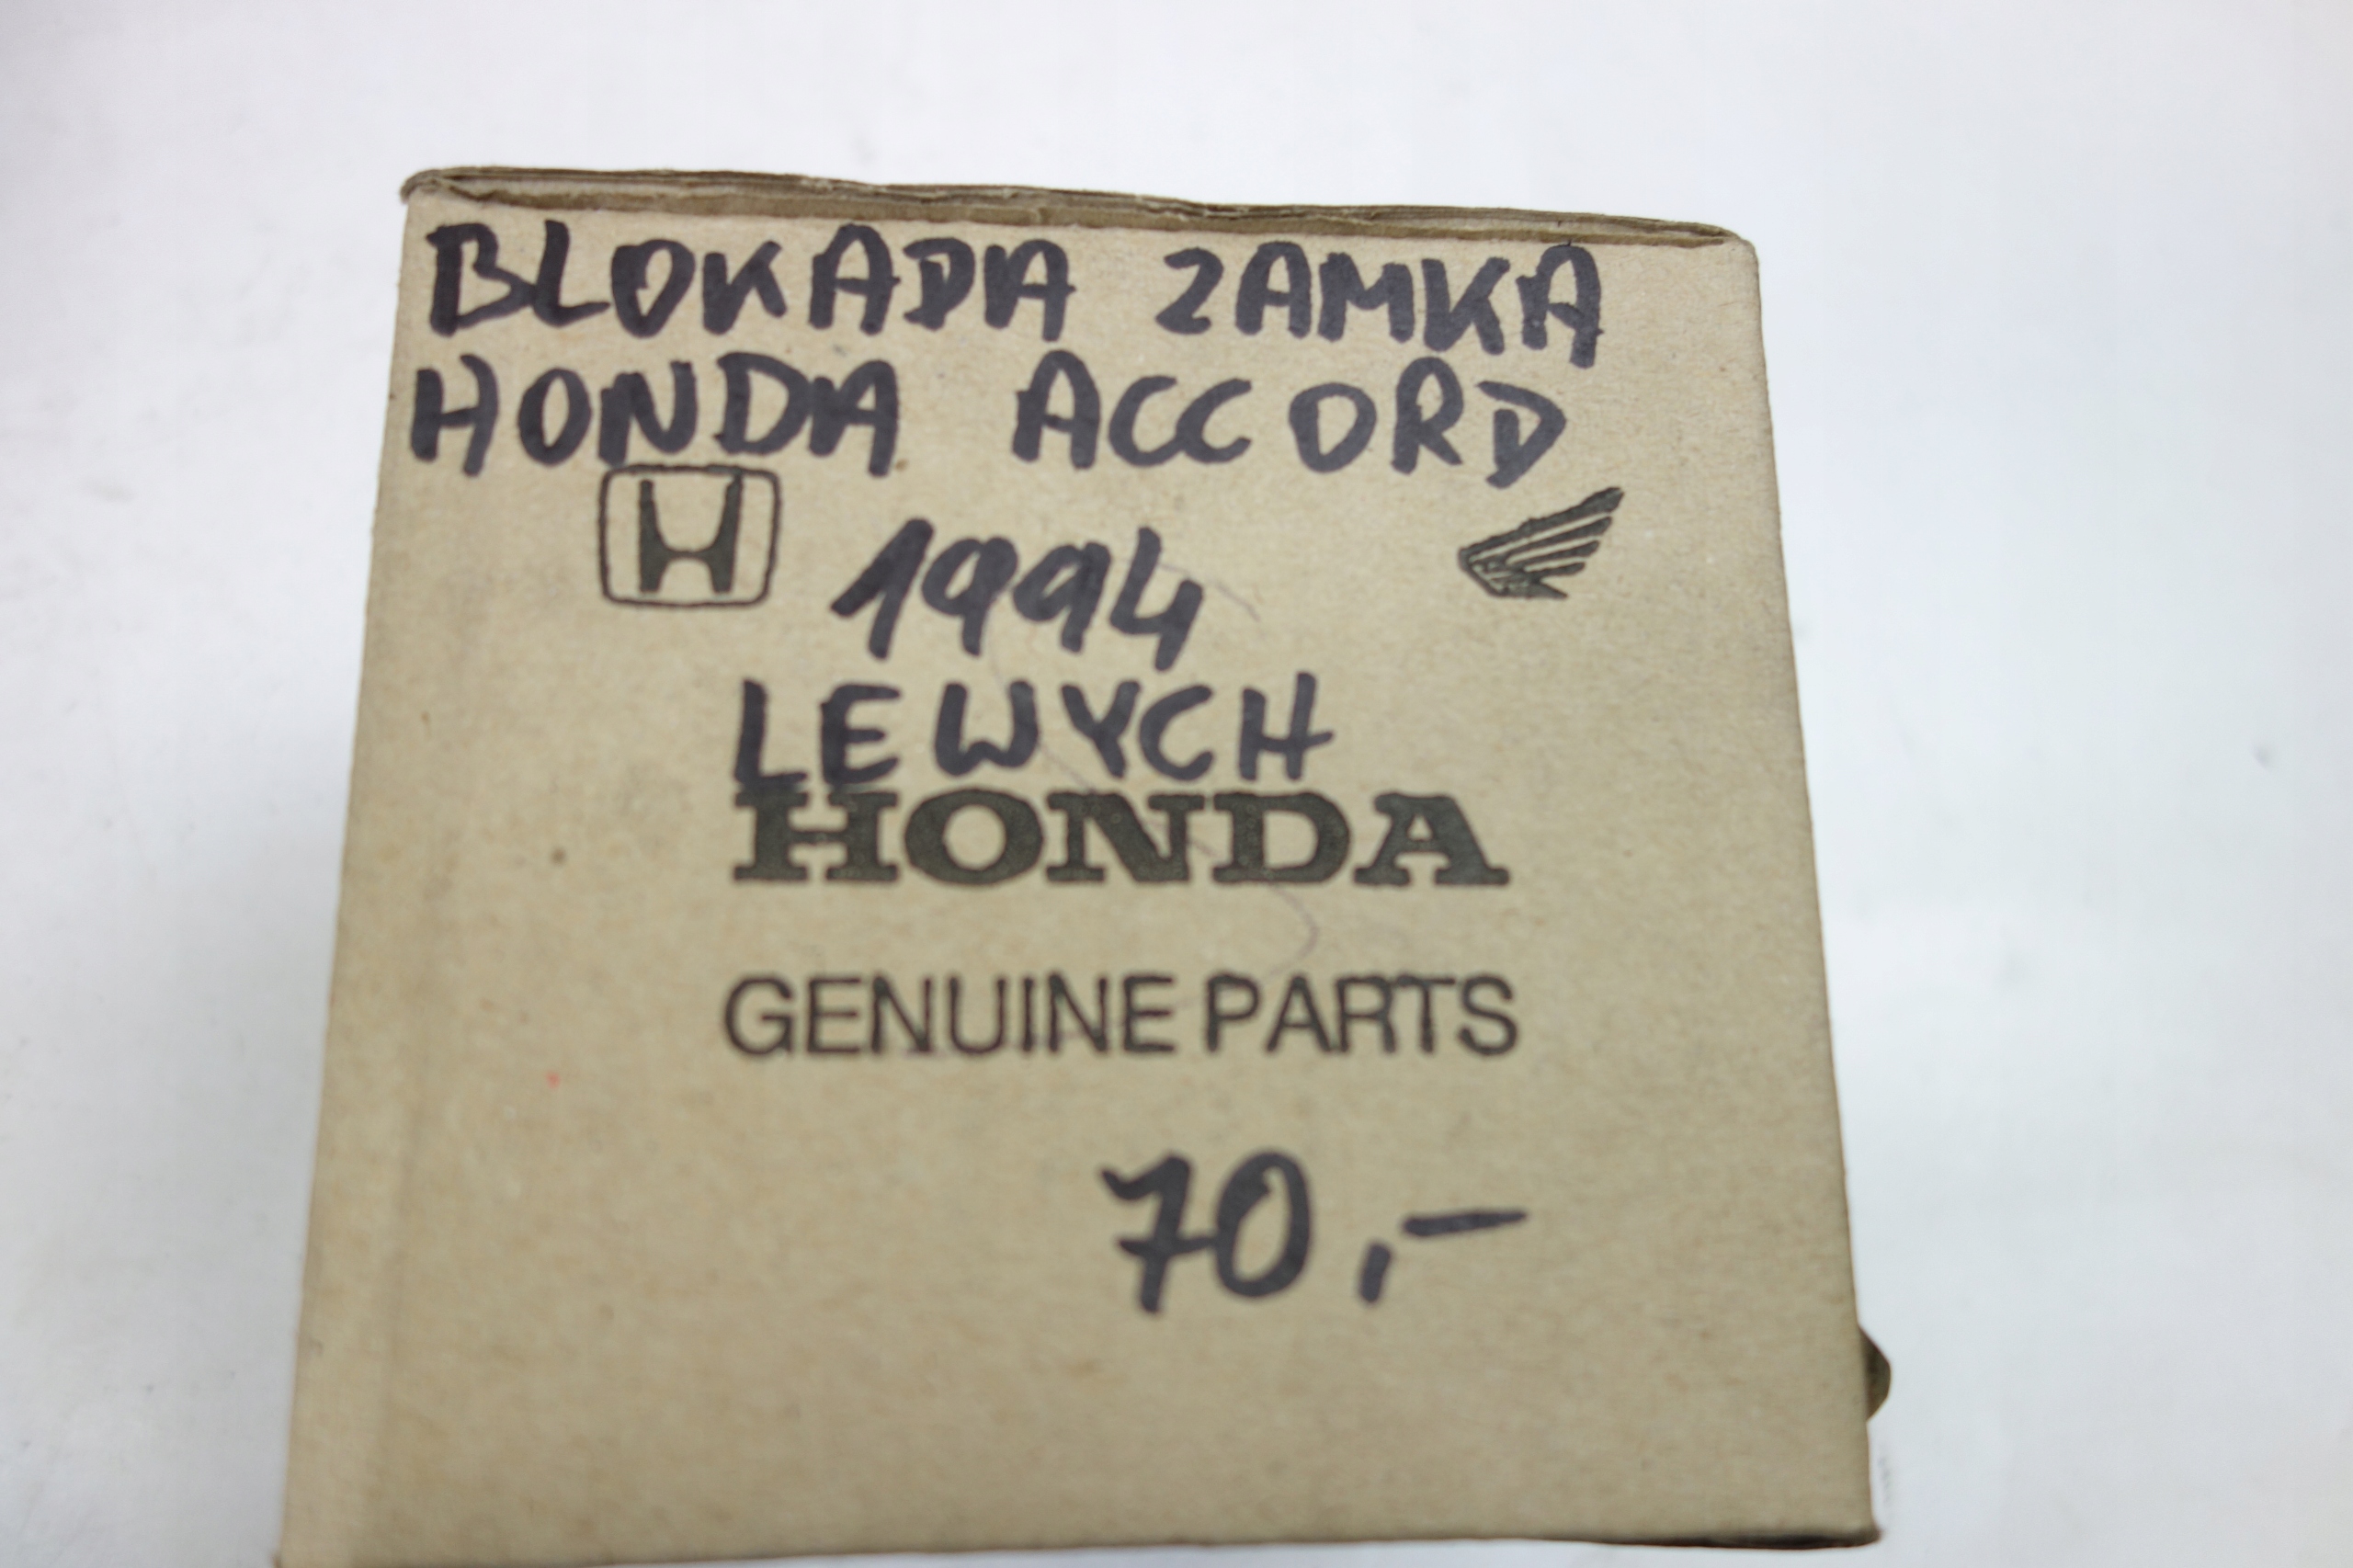 BLOKADA ZAMKA
HONDA ACCORD
1994
LEWYCH
HONDA
GENUINE PARTS
70,-